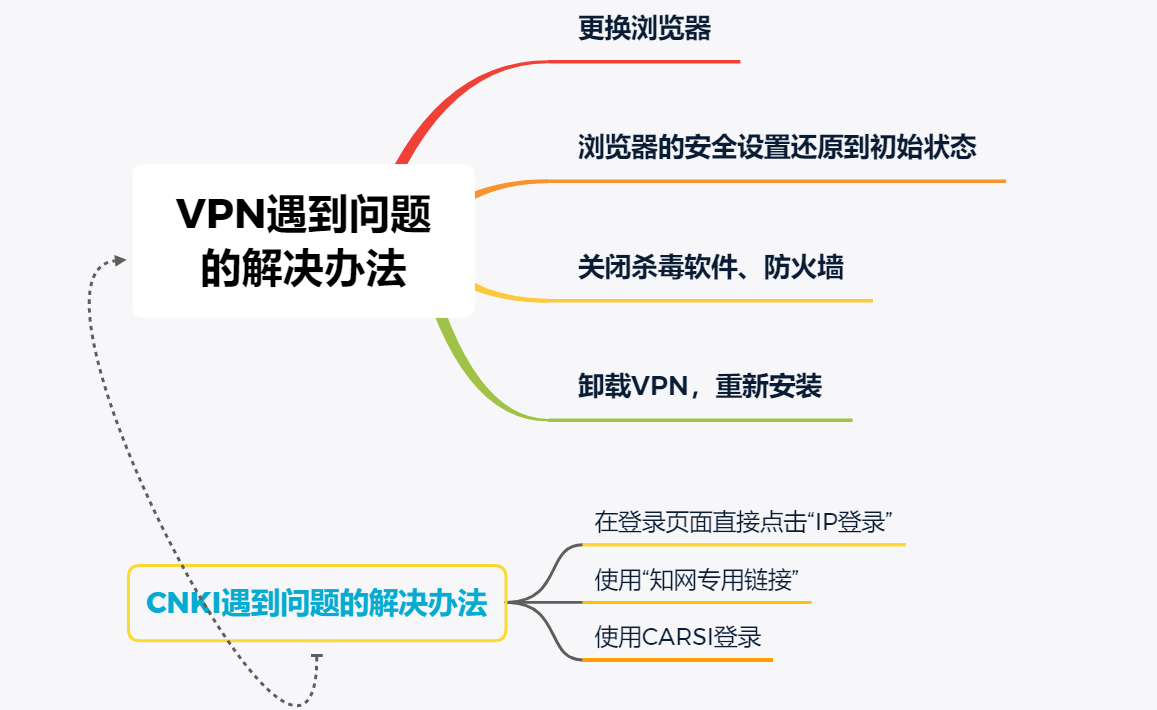 更换浏览器
浏览器的安全设置还原到初始状态
VPN遇到问题
的解决办法
关闭杀毒软件、防火墙
卸载VPN，重新安装
在登录页面直接点击“IP登录”
使用“知网专用链接”
CNKI遇到问题的解决办法
使用CARSI登录